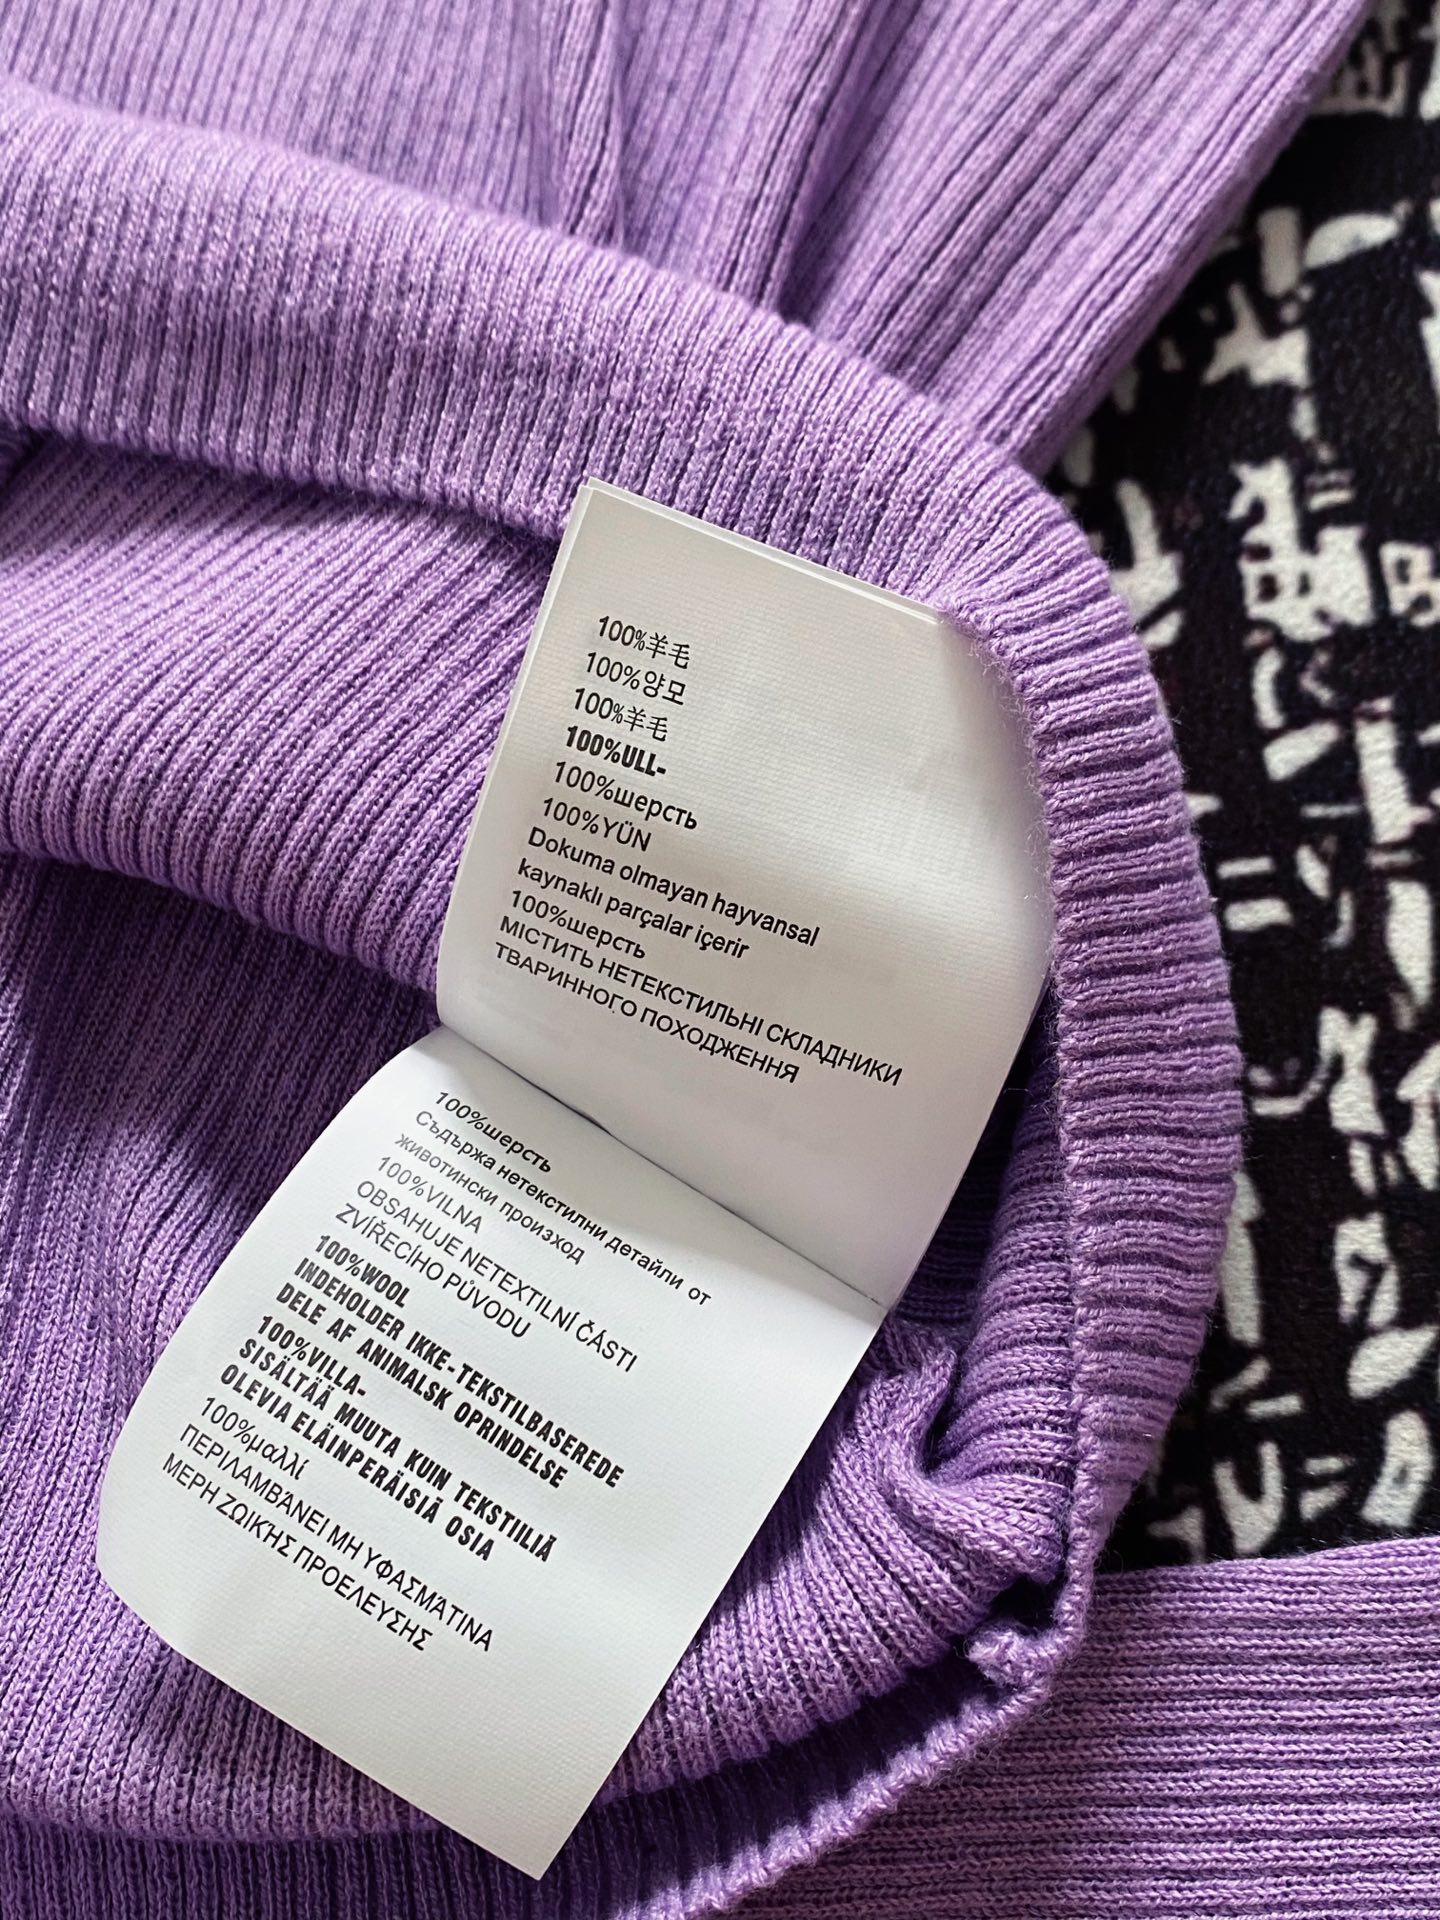 100%羊毛
100%양모
100%羊毛
100%ULL-
100%шерсть
100%YÜN
Dokuma olmayan hayvansal
kaynaklı parçalar içerir
100%шерсть
МІСТИТЬ НЕТЕКСТИЛЬНІ СКЛАДНИКИ
ТВАРИННОГО ПОХОДЖЕННЯ
100%шерсть
Съдържа нетекстилни детайли от
животински произход
100%VILNA
OBSAHUJE NETEXTILNÍ ČÁSTI
ZVÍŘECÍHO PŮVODU
100%WOOL
INDEHOLDER IKKE-TEKSTILBASEREDE
DELE AF ANIMALSK OPRINDELSE
100%VILLA-
SISÄLTÄÄ MUUTA KUIN TEKSTIILIÄ
OLEVIA ELÄINPERÄISIÄ OSIA
100%μαλλί
ΠΕΡΙΛΑΜΒΆΝΕΙ ΜΗ ΥΦΑΣΜΆΤΙΝΑ
ΜΕΡΗ ΖΩΙΚΉΣ ΠΡΟΕΛΕΥΣΗΣ